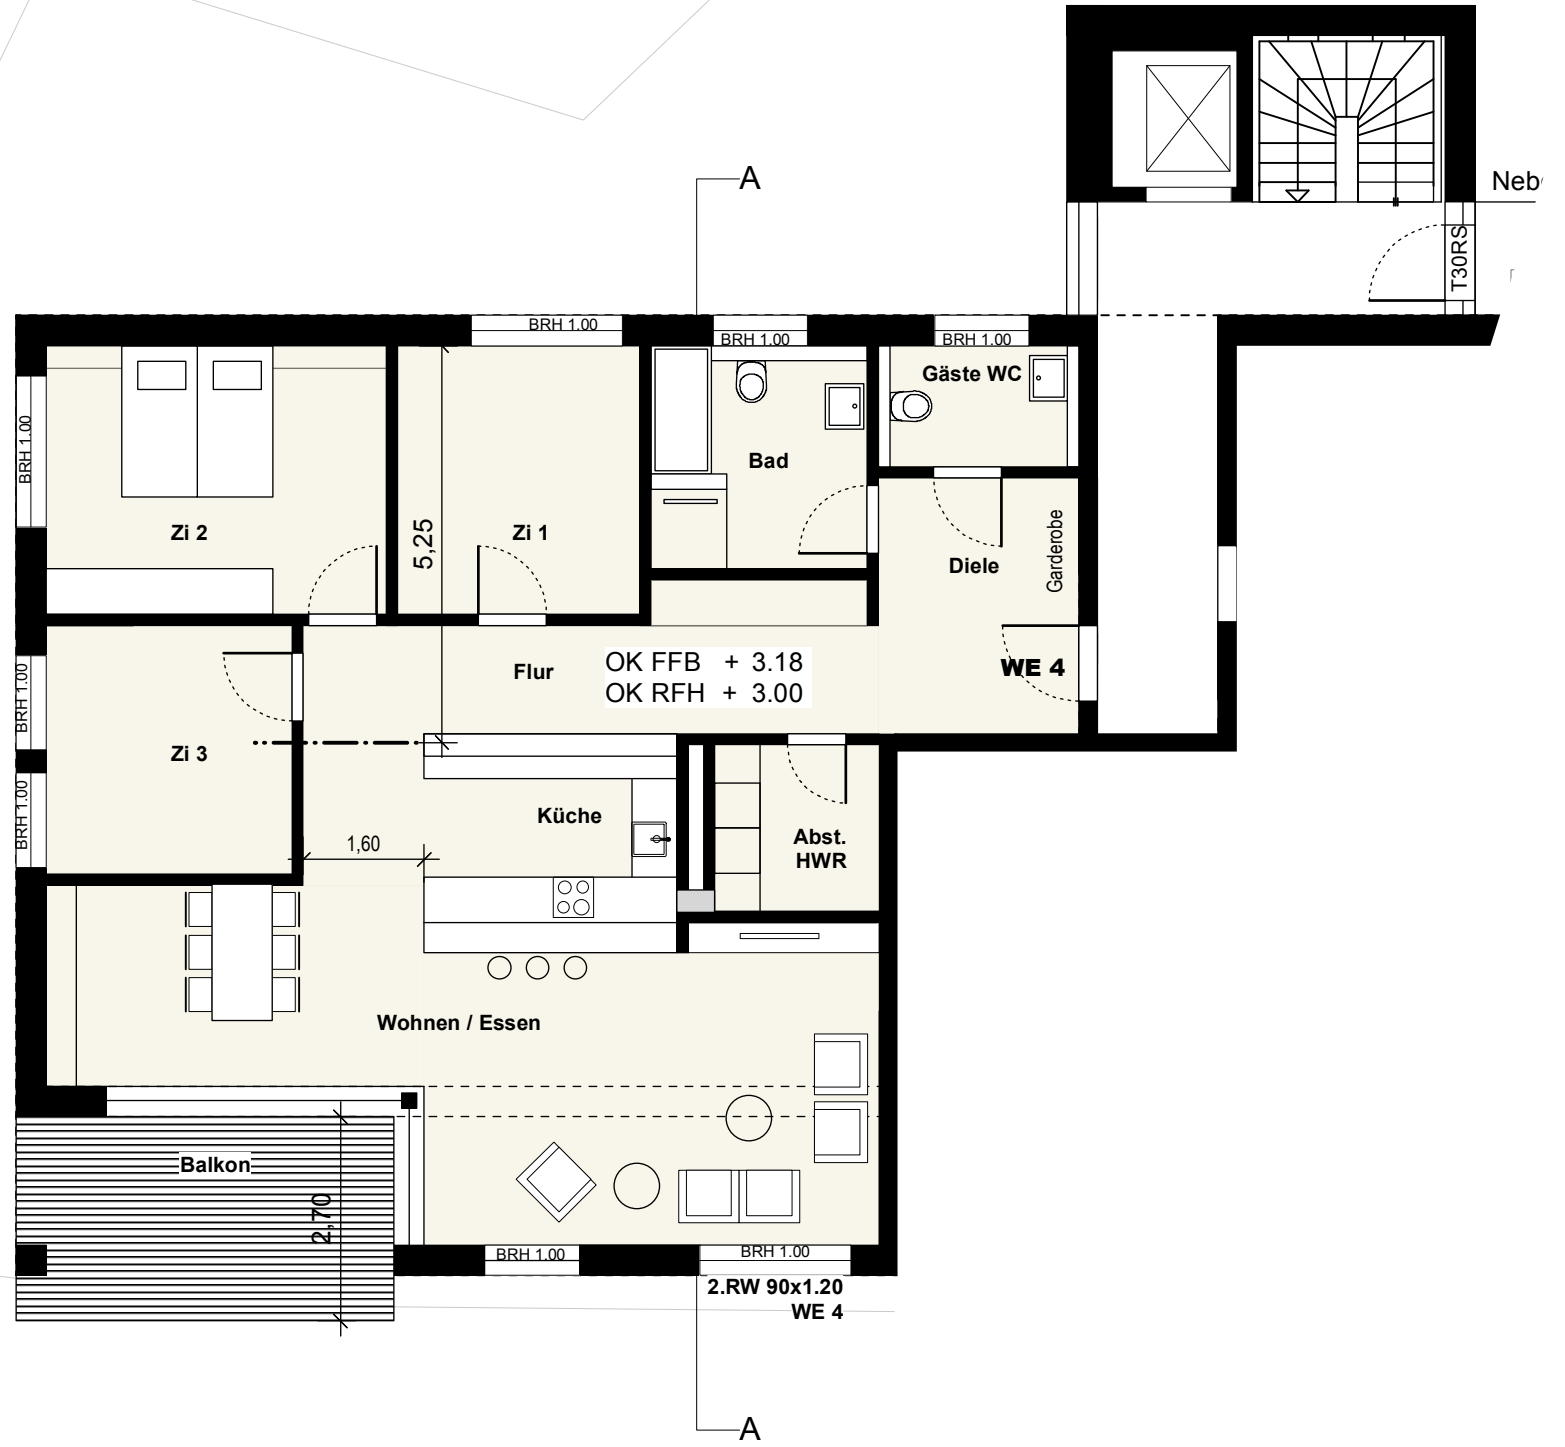 A
Neb
T30RS
BRH 1.00
BRH 1.00
BRH 1.00
Gäste WC
BRH 1.00
Bad
5,25
Zi 2
Zi 1
Garderobe
Diele
OK FFB + 3.18
OK RFH + 3.00
Flur
WE 4
BRH 1.00
Zi 3
BRH 1.00
Küche
1,60
Abst.
HWR
Wohnen / Essen
Balkon
2,70
BRH 1.00
BRH 1.00
2.RW 90x1.20
WE 4
A